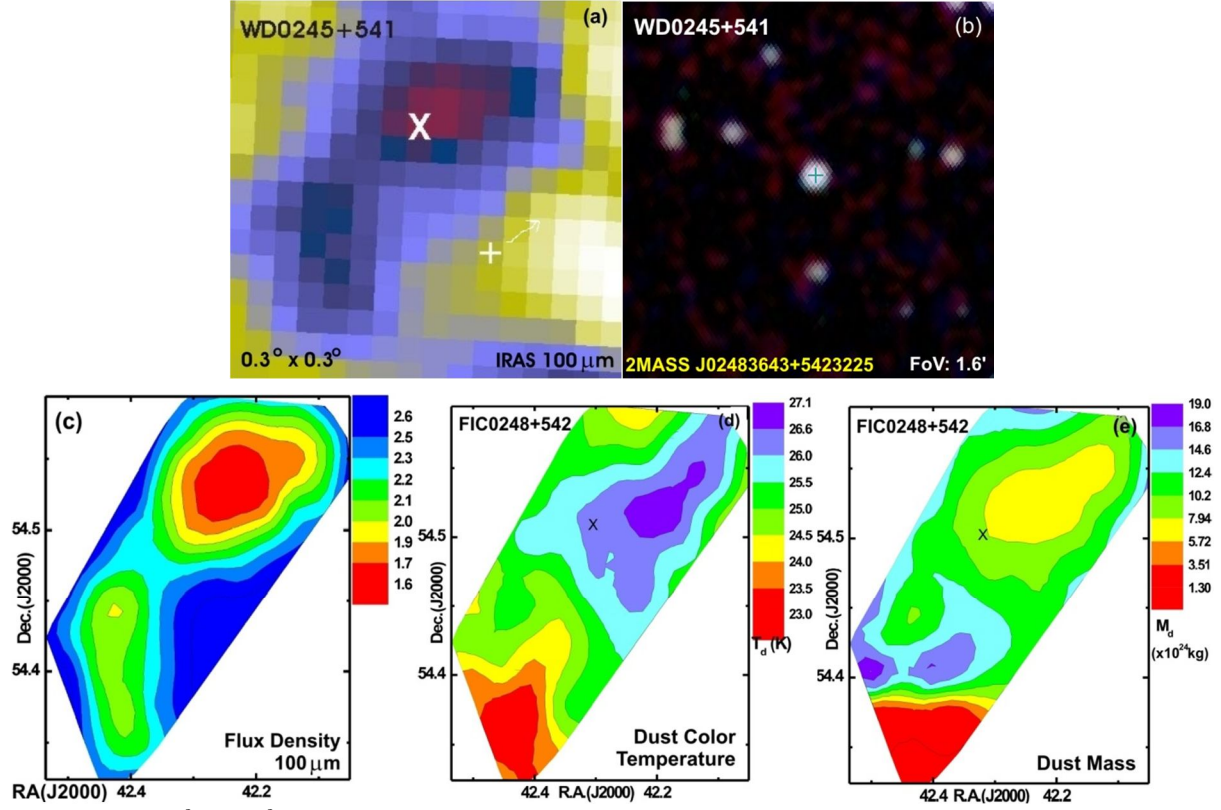 WD0245+541
(a)
X
+
0.3° x 0.3°
IRAS 100 μm
WD0245+541
(b)
+
2MASS J02483643+5423225
FoV: 1.6'
(c)
2.6
2.5
2.3
2.2
2.1
2.0
1.9
1.7
1.6
54.5
54.4
Dec.(J2000)
Flux Density
100 μm
RA(J2000)
42.4
42.2
FIC0248+542
(d)
X
27.1
26.6
26.0
25.5
25.0
24.5
24.0
23.5
23.0
T_d (K)
54.5
54.4
Dec.(J2000)
Dust Color
Temperature
42.4 R.A.(J2000) 42.2
FIC0248+542
(e)
X
19.0
16.8
14.6
12.4
10.2
7.94
5.72
3.51
1.30
M_d
(x10²⁴kg)
54.5
54.4
Dec.(J2000)
Dust Mass
42.4 R.A.(J2000) 42.2